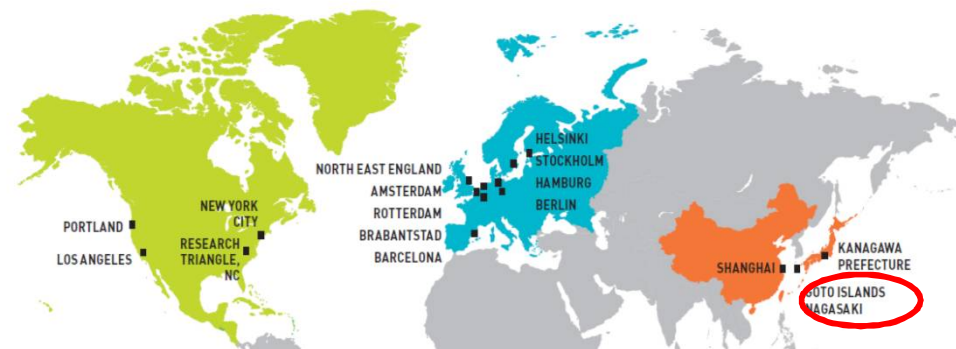 PORTLAND
LOS ANGELES
NEW YORK
CITY
RESEARCH
TRIANGLE,
NC
NORTH EAST ENGLAND
AMSTERDAM
ROTTERDAM
BRABANTSTAD
BARCELONA
HELSINKI
STOCKHOLM
HAMBURG
BERLIN
SHANGHAI
KANAGAWA
PREFECTURE
GOTO ISLANDS
NAGASAKI